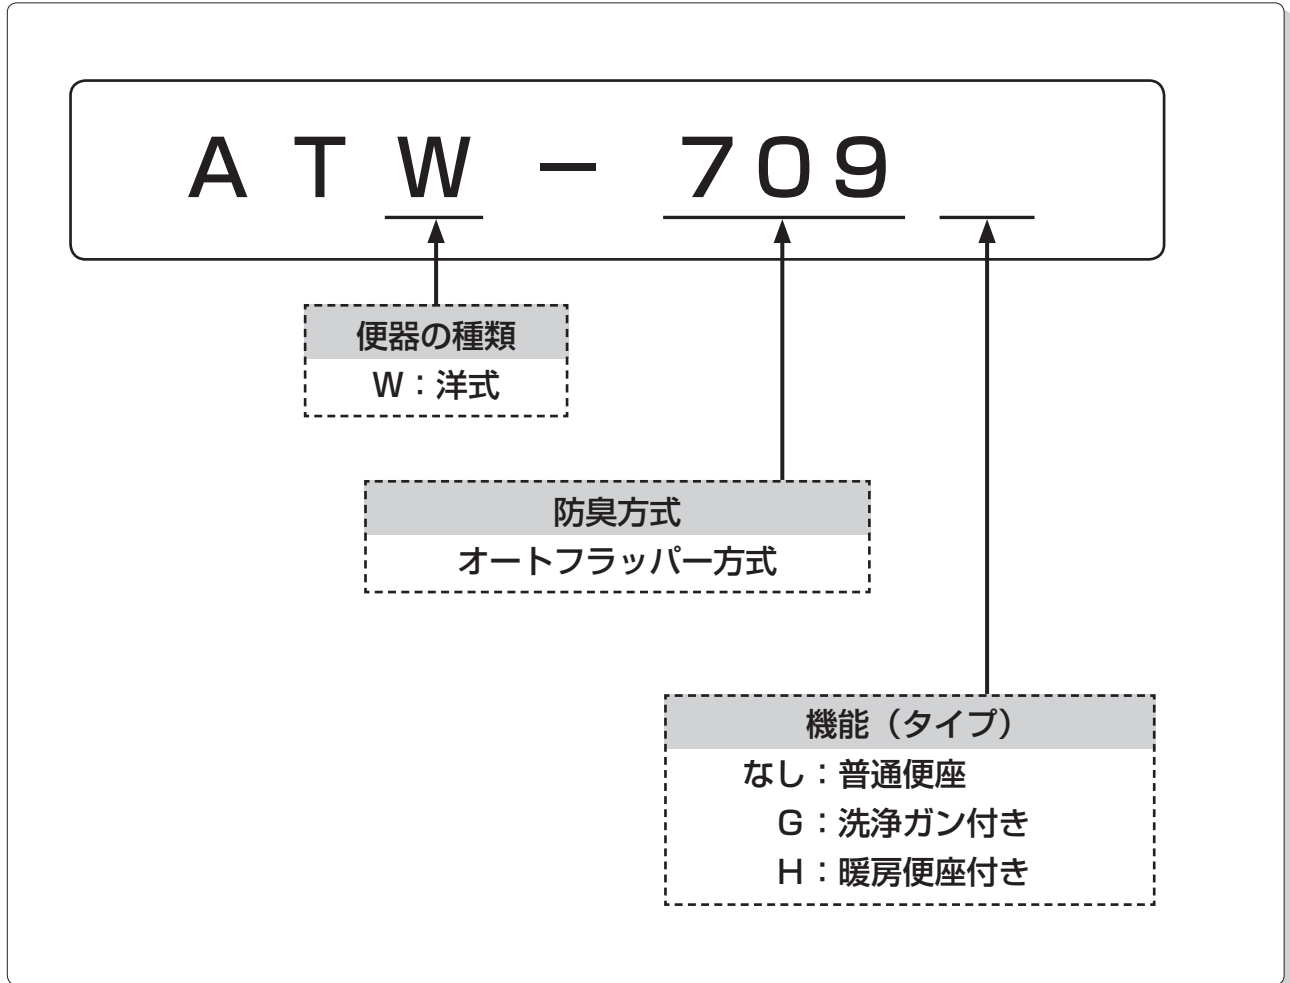 ATW-709
便器の種類
W：洋式
防臭方式
オートフラッパー方式
機能（タイプ）
なし：普通便座
G：洗浄ガン付き
H：暖房便座付き